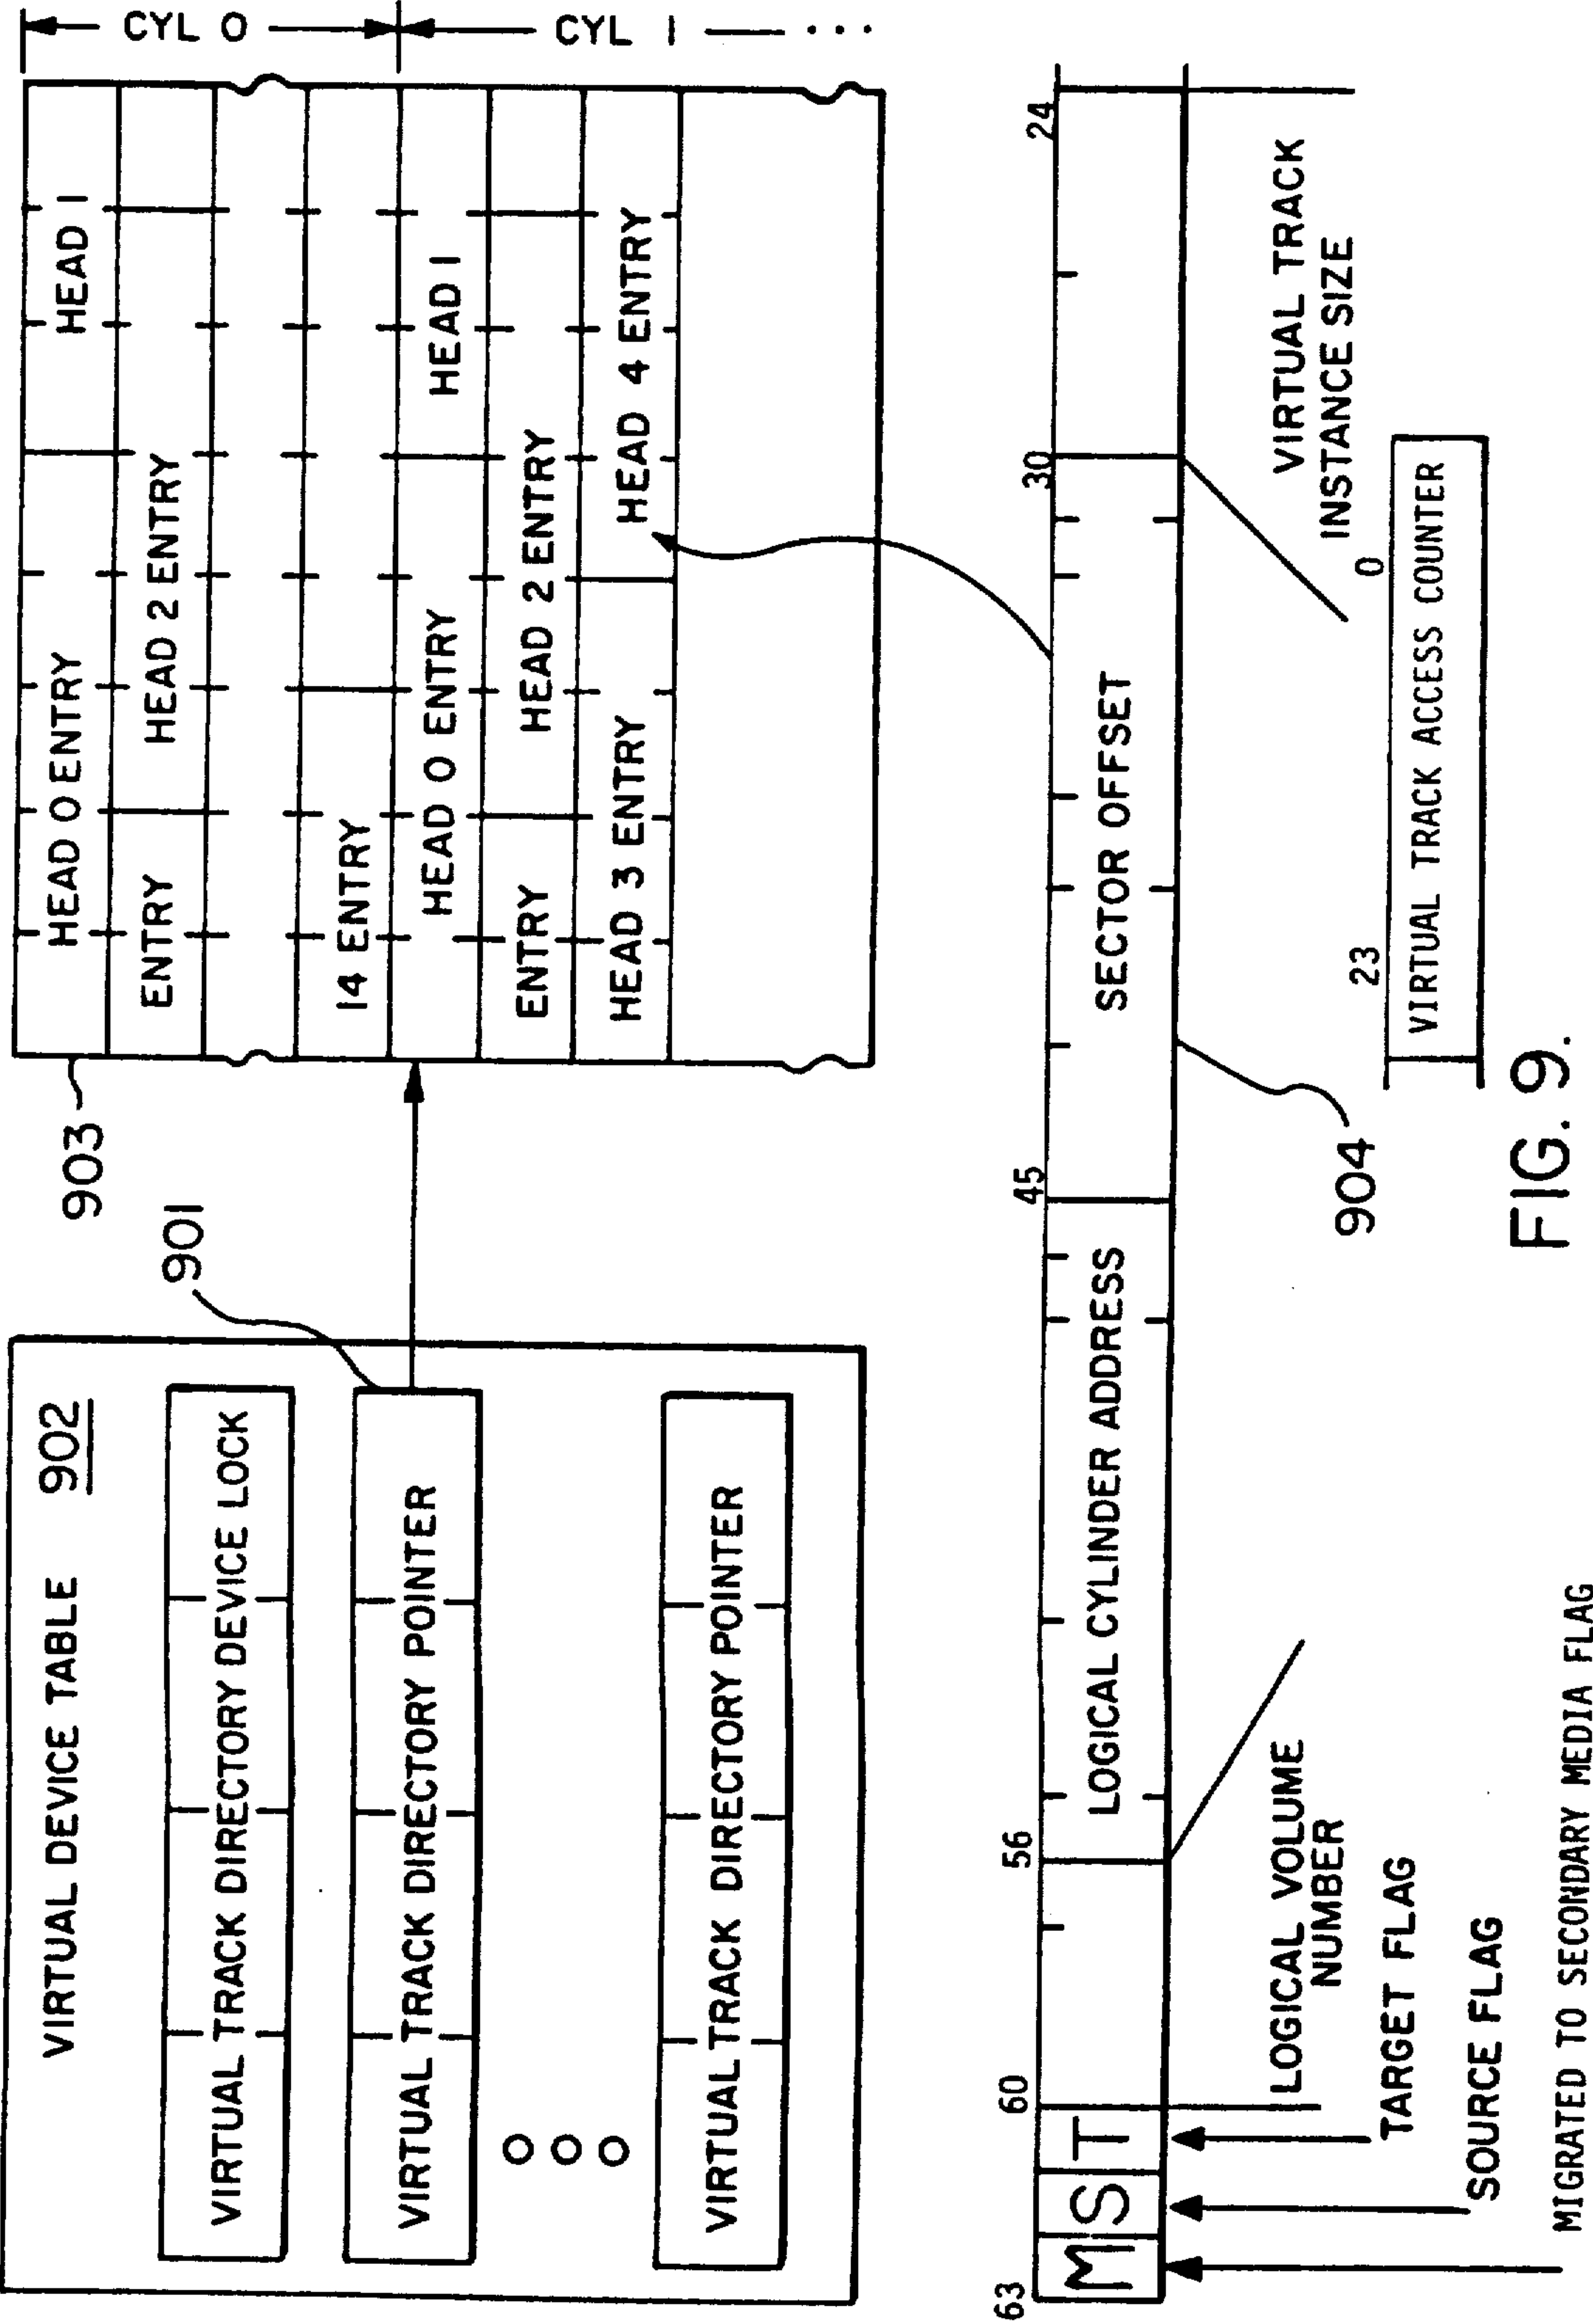 VIRTUAL DEVICE TABLE 902
VIRTUAL TRACK DIRECTORY DEVICE LOCK
VIRTUAL TRACK DIRECTORY POINTER
VIRTUAL TRACK DIRECTORY POINTER
901
903
HEAD 0 ENTRY HEAD 1
ENTRY HEAD 2 ENTRY
14 ENTRY
HEAD 0 ENTRY HEAD 1
ENTRY HEAD 2 ENTRY
HEAD 3 ENTRY HEAD 4 ENTRY
CYL 0
CYL 1 ...
63 60 56 45 30 24
M S T LOGICAL CYLINDER ADDRESS SECTOR OFFSET
LOGICAL VOLUME
NUMBER
TARGET FLAG
SOURCE FLAG
MIGRATED TO SECONDARY MEDIA FLAG
904
VIRTUAL TRACK
INSTANCE SIZE
23 0
VIRTUAL TRACK ACCESS COUNTER
FIG. 9.